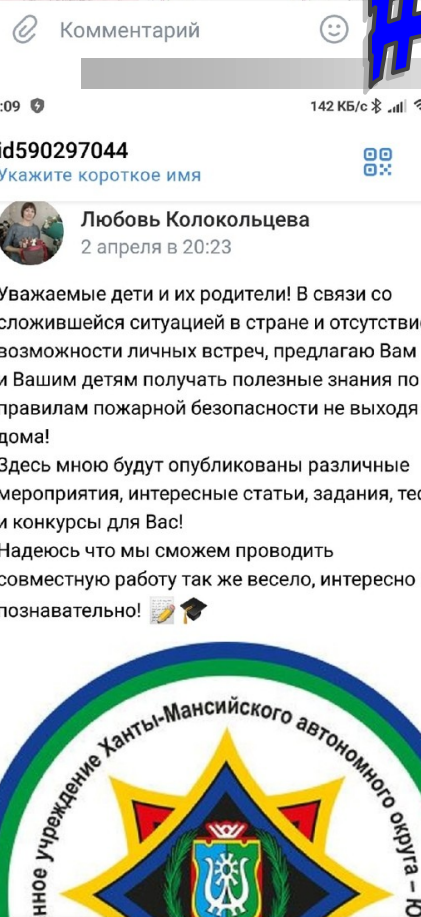 Комментарий
#
:09
142 КБ/с
id590297044
Укажите короткое имя
Любовь Колокольцева
2 апреля в 20:23
Уважаемые дети и их родители! В связи со
сложившейся ситуацией в стране и отсутстви
возможности личных встреч, предлагаю Вам
и Вашим детям получать полезные знания по
правилам пожарной безопасности не выходя
дома!
Здесь мною будут опубликованы различные
мероприятия, интересные статьи, задания, тес
и конкурсы для Вас!
Надеюсь что мы сможем проводить
совместную работу так же весело, интересно
познавательно!
нное учреждение Ханты-Мансийского автономного округа – Ю